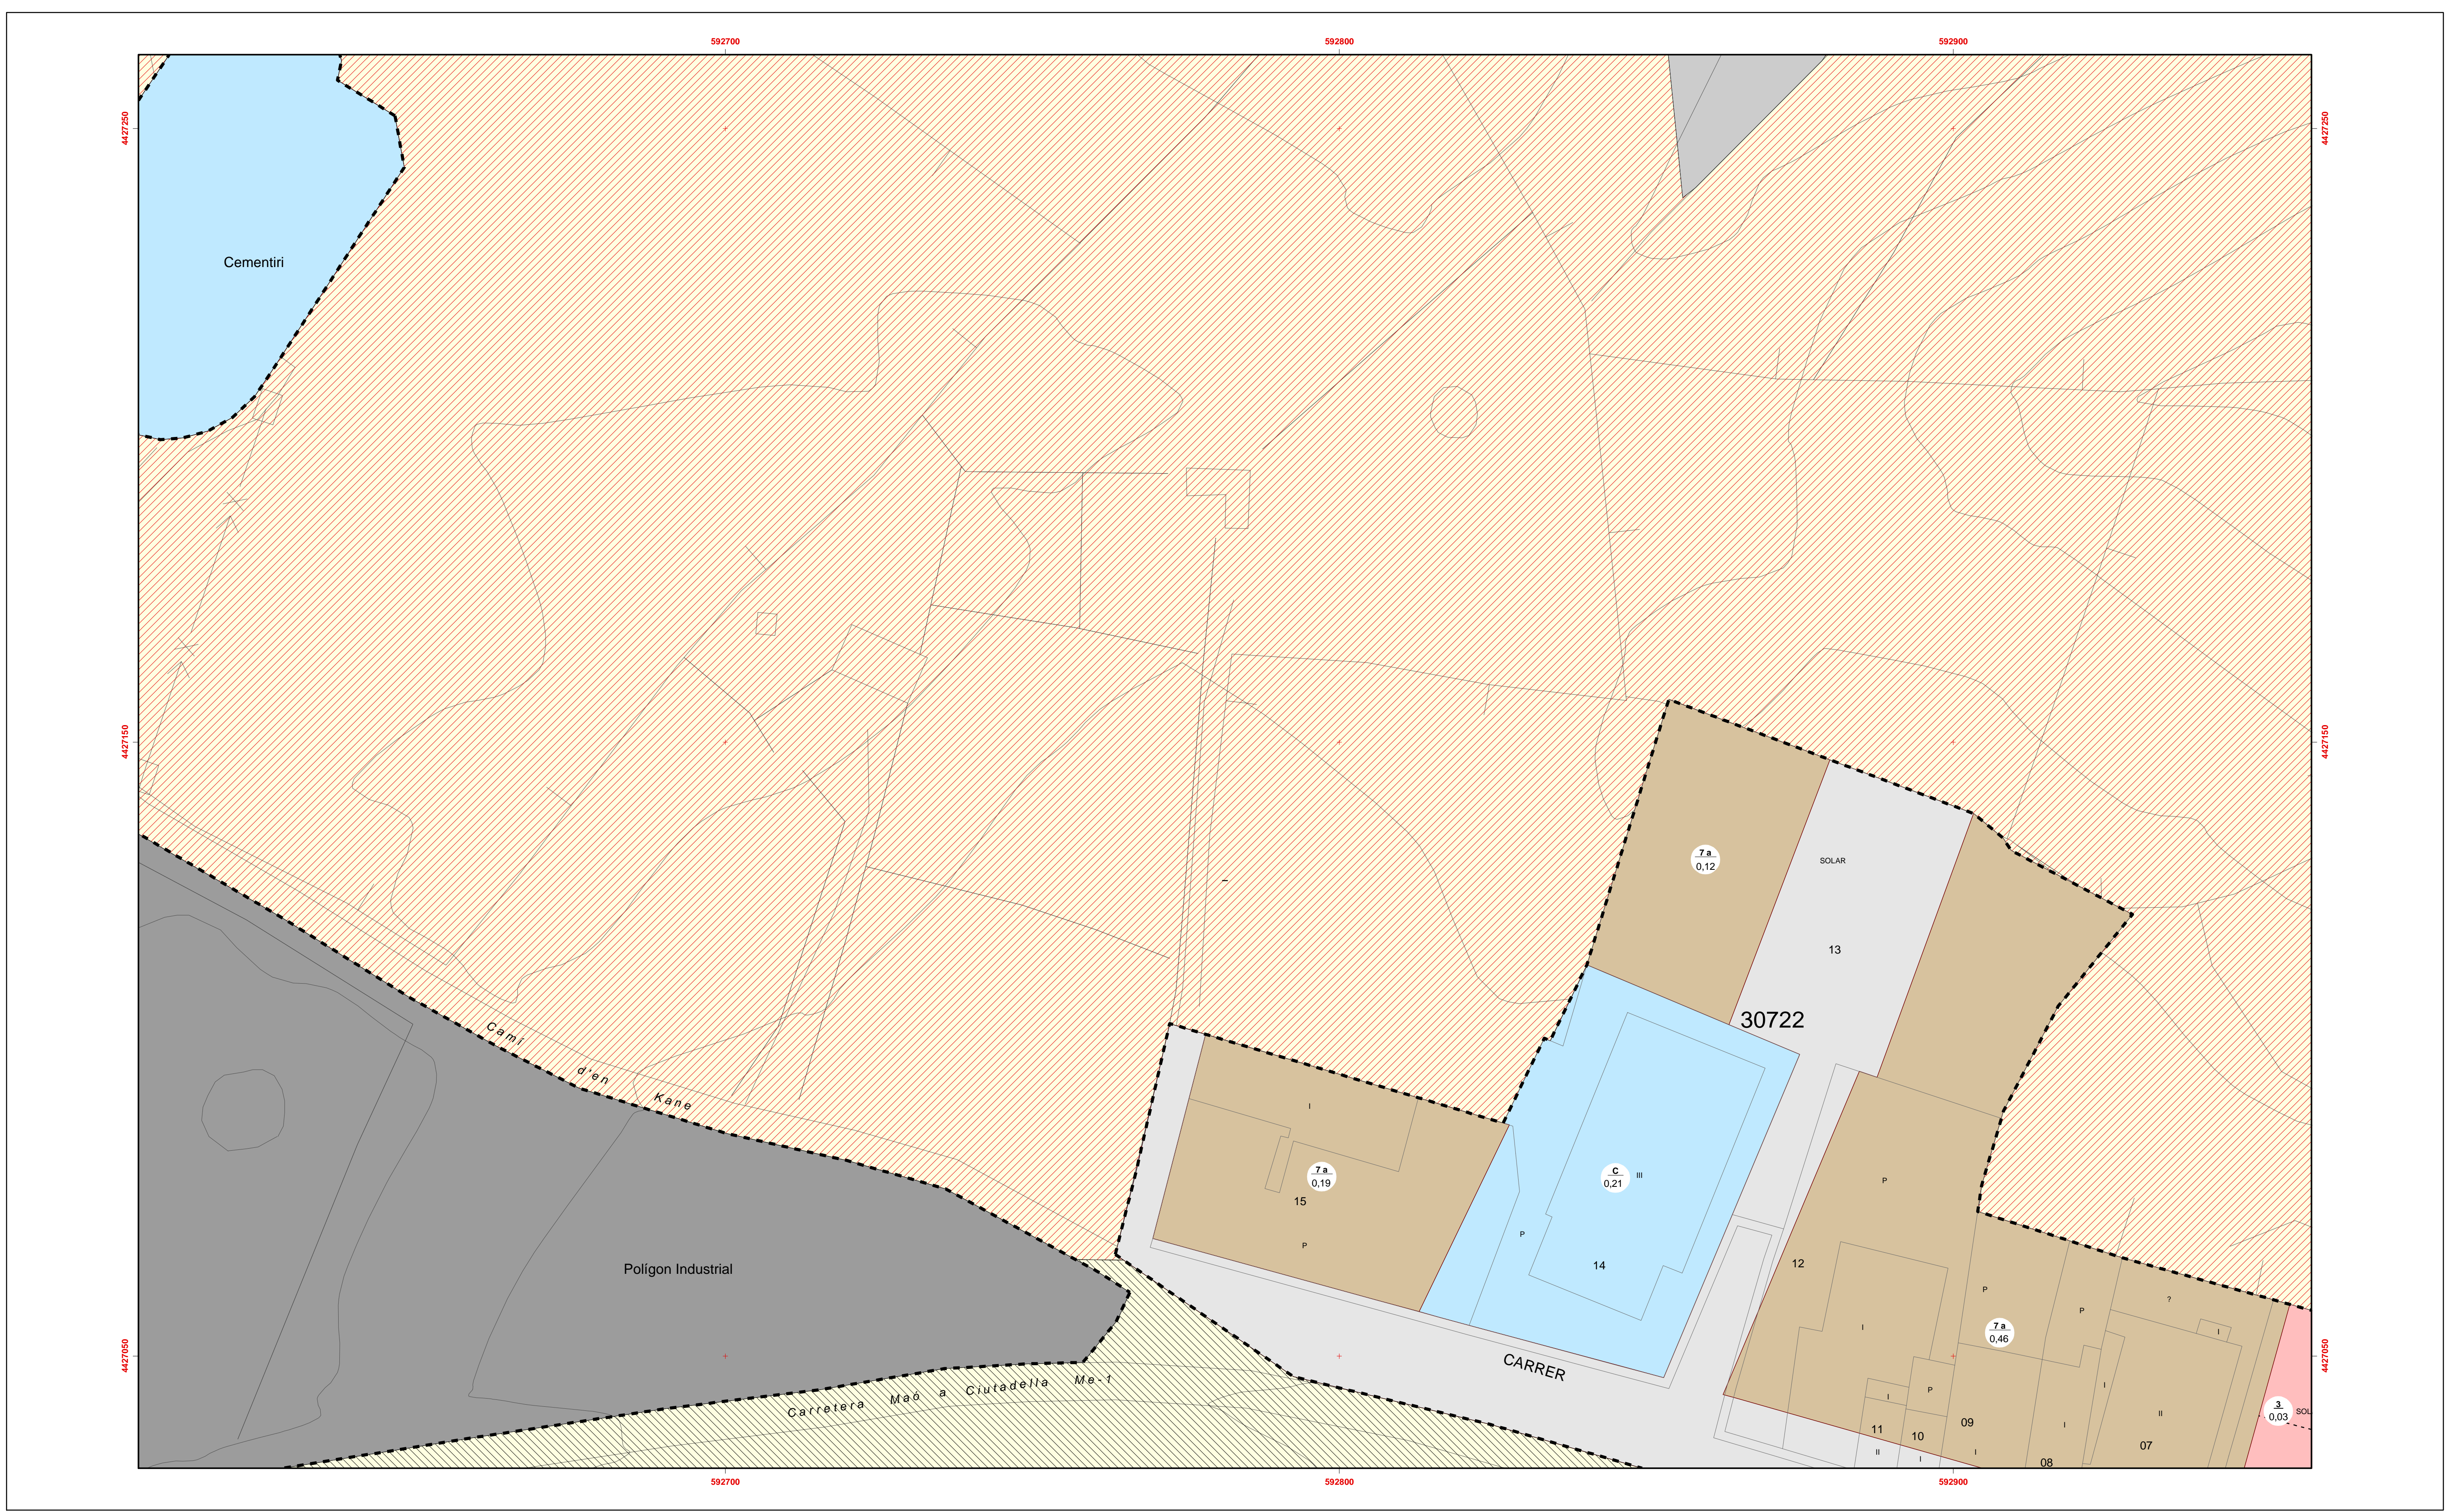 592700
592800
592900
4427250
4427250
Cementiri
4427150
4427150
7 a
0,12
SOLAR
13
30722
Camí
d'en
Kane
I
7 a
0,19
15
P
C
0,21
III
P
14
P
12
P
7 a
0,46
P
?
I
I
Polígon Industrial
4427050
4427050
CARRER
Carretera Maó a Ciutadella Me-1
I
P
I
3
0,03
SOL
II
11
10
09
I
07
II
I
I
08
592700
592800
592900